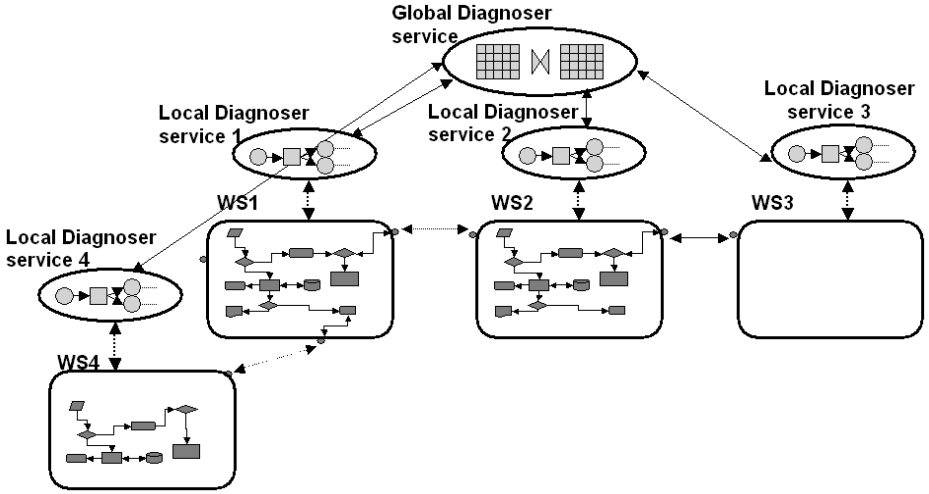 Global Diagnoser
service
Local Diagnoser
service 1
Local Diagnoser
service 2
Local Diagnoser
service 3
WS1
WS2
WS3
Local Diagnoser
service 4
WS4